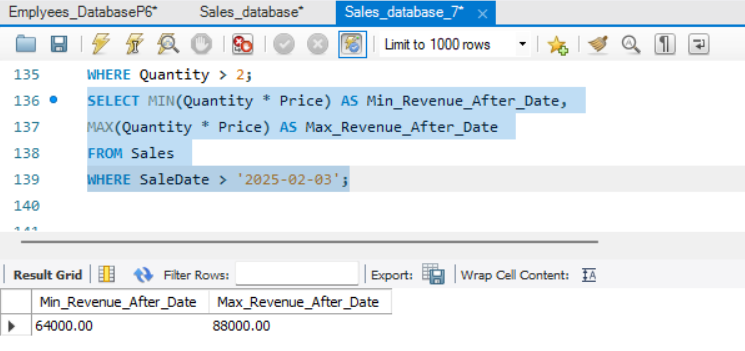 Emplyees_DatabaseP6* Sales_database* Sales_database_7* ×
Limit to 1000 rows
135 WHERE Quantity > 2;
136 SELECT MIN(Quantity * Price) AS Min_Revenue_After_Date,
137 MAX(Quantity * Price) AS Max_Revenue_After_Date
138 FROM Sales
139 WHERE SaleDate > '2025-02-03';
140
141
Result Grid Filter Rows: Export: Wrap Cell Content: IA
Min_Revenue_After_Date Max_Revenue_After_Date
64000.00 88000.00